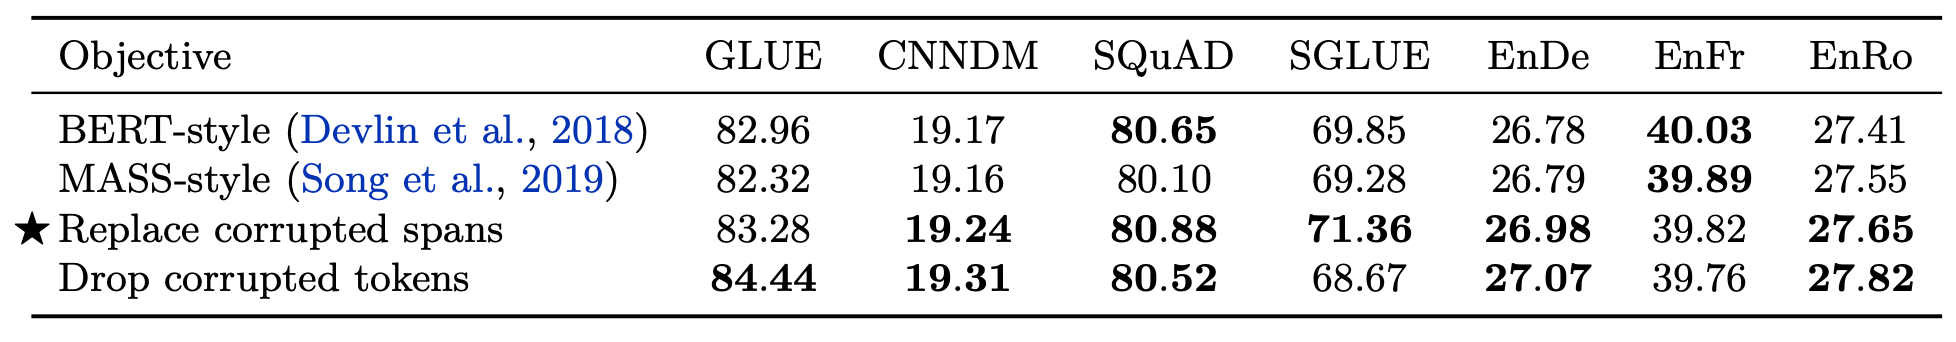 Objective GLUE CNNDM SQuAD SGLUE EnDe EnFr EnRo
BERT-style (Devlin et al., 2018) 82.96 19.17 80.65 69.85 26.78 40.03 27.41
MASS-style (Song et al., 2019) 82.32 19.16 80.10 69.28 26.79 39.89 27.55
★ Replace corrupted spans 83.28 19.24 80.88 71.36 26.98 39.82 27.65
Drop corrupted tokens 84.44 19.31 80.52 68.67 27.07 39.76 27.82